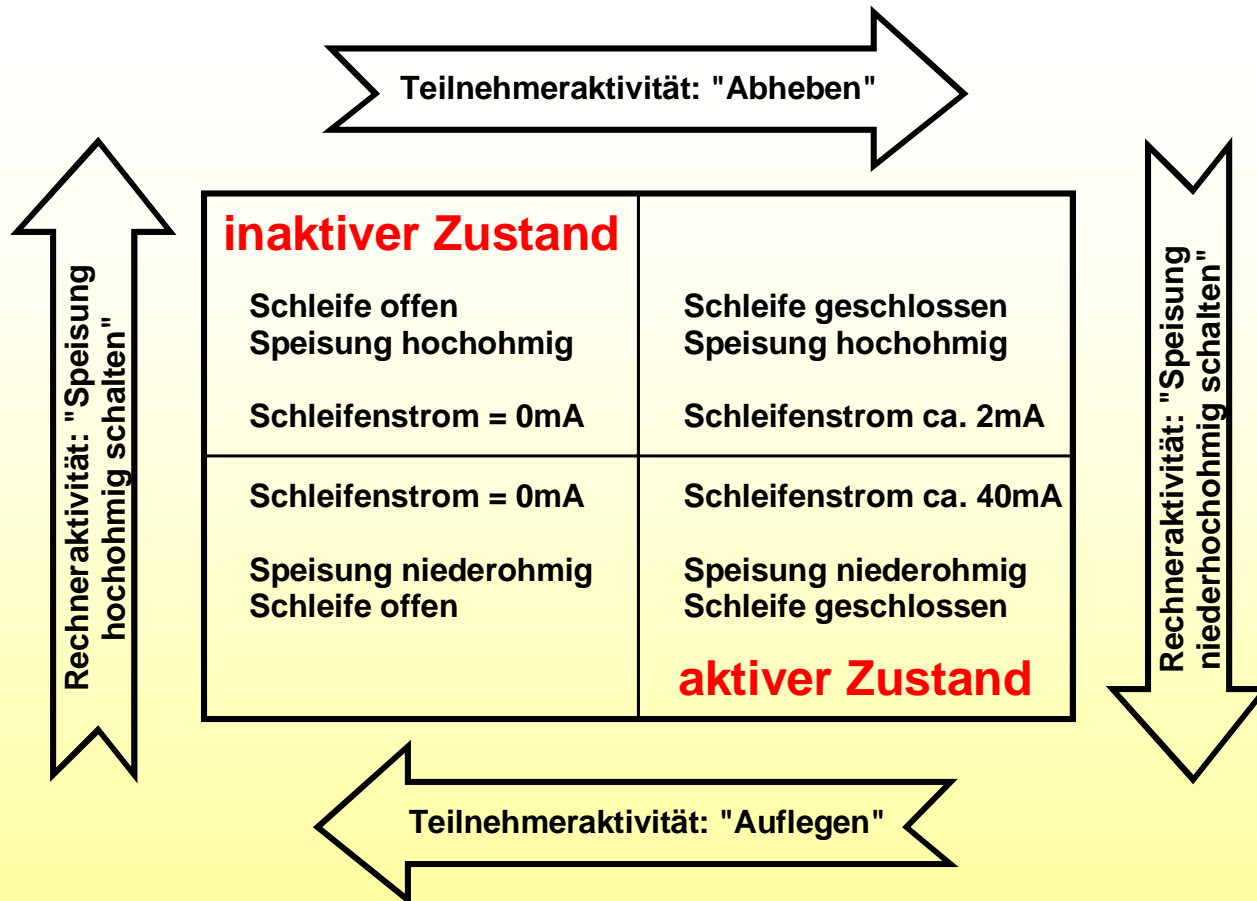 Teilnehmeraktivität: "Abheben"
Rechneraktivität: "Speisung
hochohmig schalten"
inaktiver Zustand
Schleife offen
Speisung hochohmig
Schleifenstrom = 0mA
Schleife geschlossen
Speisung hochohmig
Schleifenstrom ca. 2mA
Schleifenstrom = 0mA
Speisung niederohmig
Schleife offen
Schleifenstrom ca. 40mA
Speisung niederohmig
Schleife geschlossen
aktiver Zustand
Rechneraktivität: "Speisung
niederhochohmig schalten"
Teilnehmeraktivität: "Auflegen"